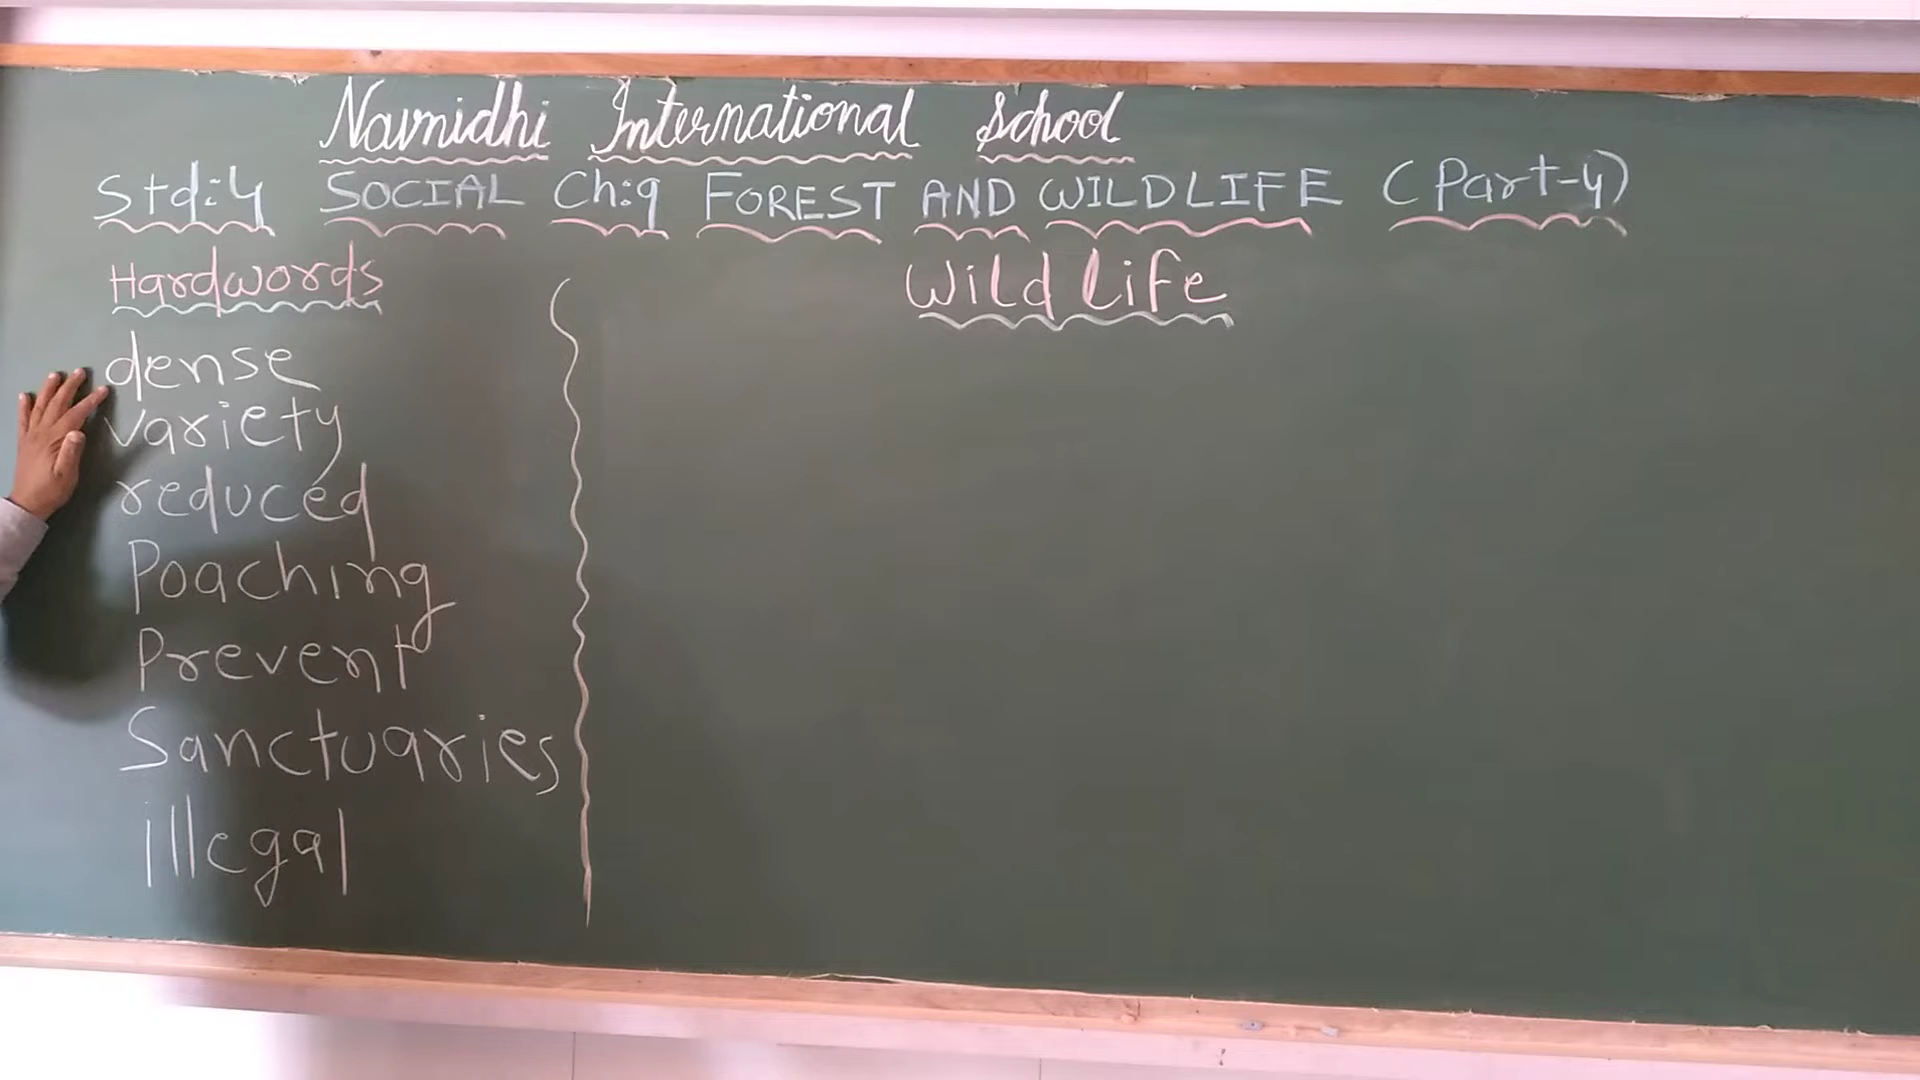 Navnidhi International School
Std:4 SOCIAL Ch:9 FOREST AND WILDLIFE (Part-4)
Hardwords
Wild life
dense
variety
reduced
Poaching
Prevent
Sanctuaries
illegal